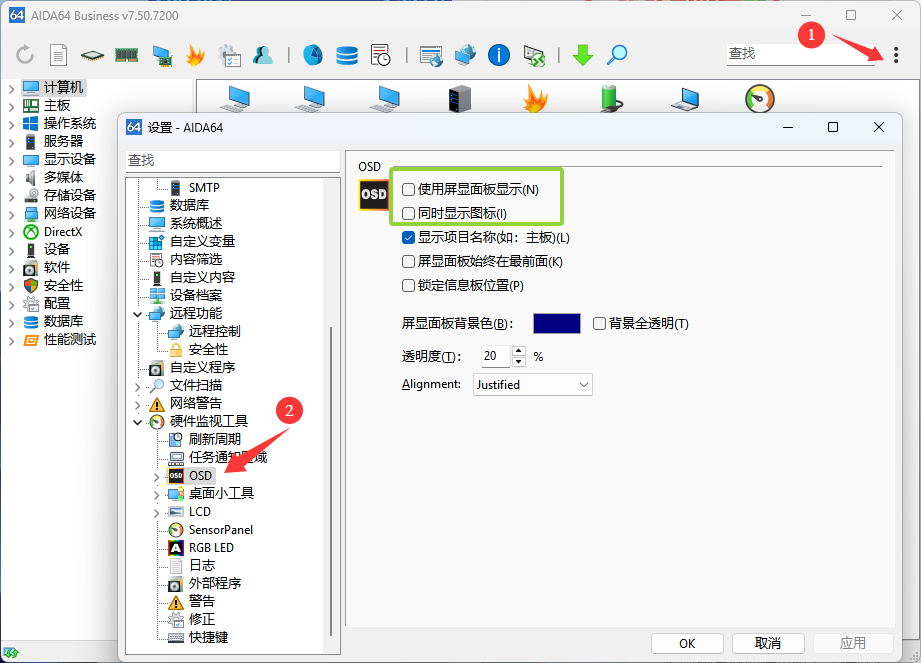 64 AIDA64 Business v7.50.7200
1
查找
计算机
主板
操作系统
服务器
显示设备
多媒体
存储设备
网络设备
DirectX
设备
软件
安全性
配置
数据库
性能测试
64 设置 - AIDA64
查找
SMTP
数据库
系统概述
自定义变量
内容筛选
自定义内容
设备档案
远程功能
远程控制
安全性
自定义程序
文件扫描
网络警告
硬件监视工具
2
刷新周期
任务通知区域
OSD OSD
桌面小工具
LCD
SensorPanel
A RGB LED
日志
外部程序
警告
修正
快捷键
OSD
OSD
使用屏显面板显示(N)
同时显示图标(I)
显示项目名称(如：主板)(L)
屏显面板始终在最前面(K)
锁定信息板位置(P)
屏显面板背景色(B)：
背景全透明(T)
透明度(T)： 20 %
Alignment: Justified
OK 取消 应用